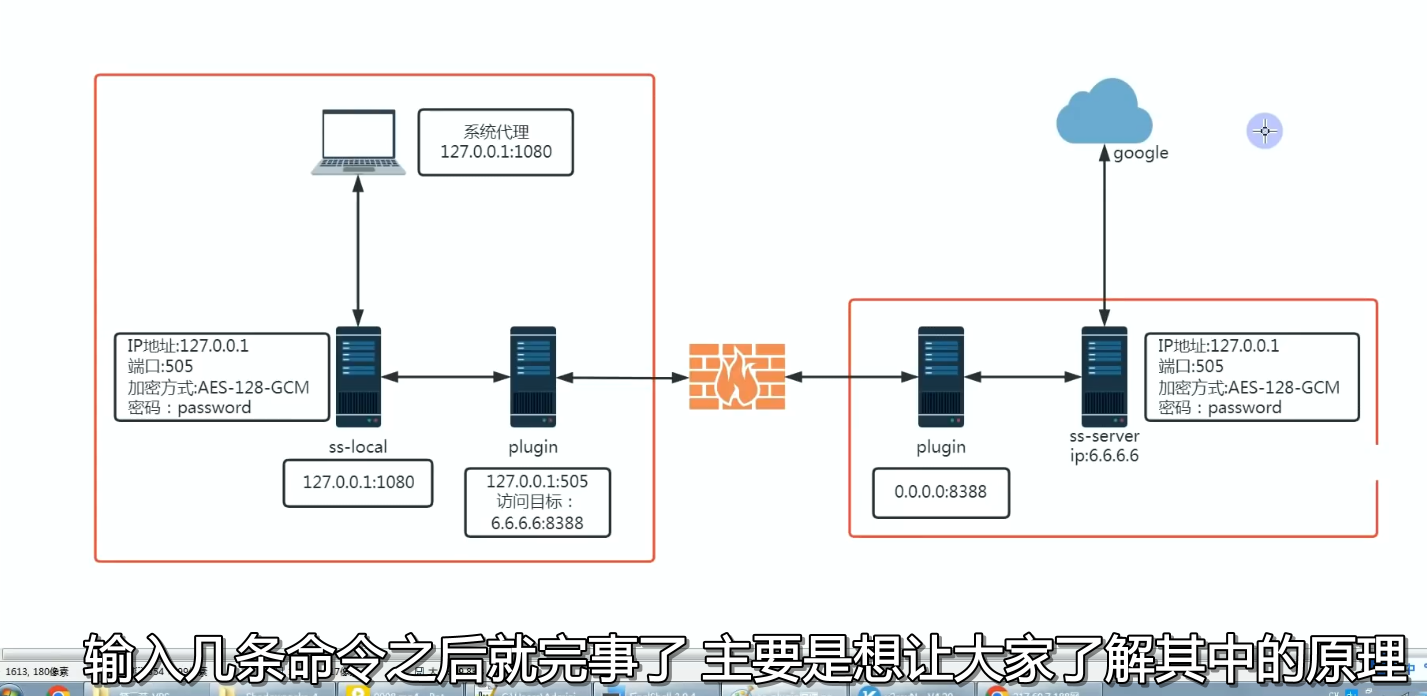 系统代理
127.0.0.1:1080
google
IP地址:127.0.0.1
端口:505
加密方式:AES-128-GCM
密码：password
ss-local
127.0.0.1:1080
plugin
127.0.0.1:505
访问目标：
6.6.6.6:8388
plugin
0.0.0.0:8388
ss-server
ip:6.6.6.6
IP地址:127.0.0.1
端口:505
加密方式:AES-128-GCM
密码：password
输入几条命令之后就完事了 主要是想让大家了解其中的原理
1613, 180像素